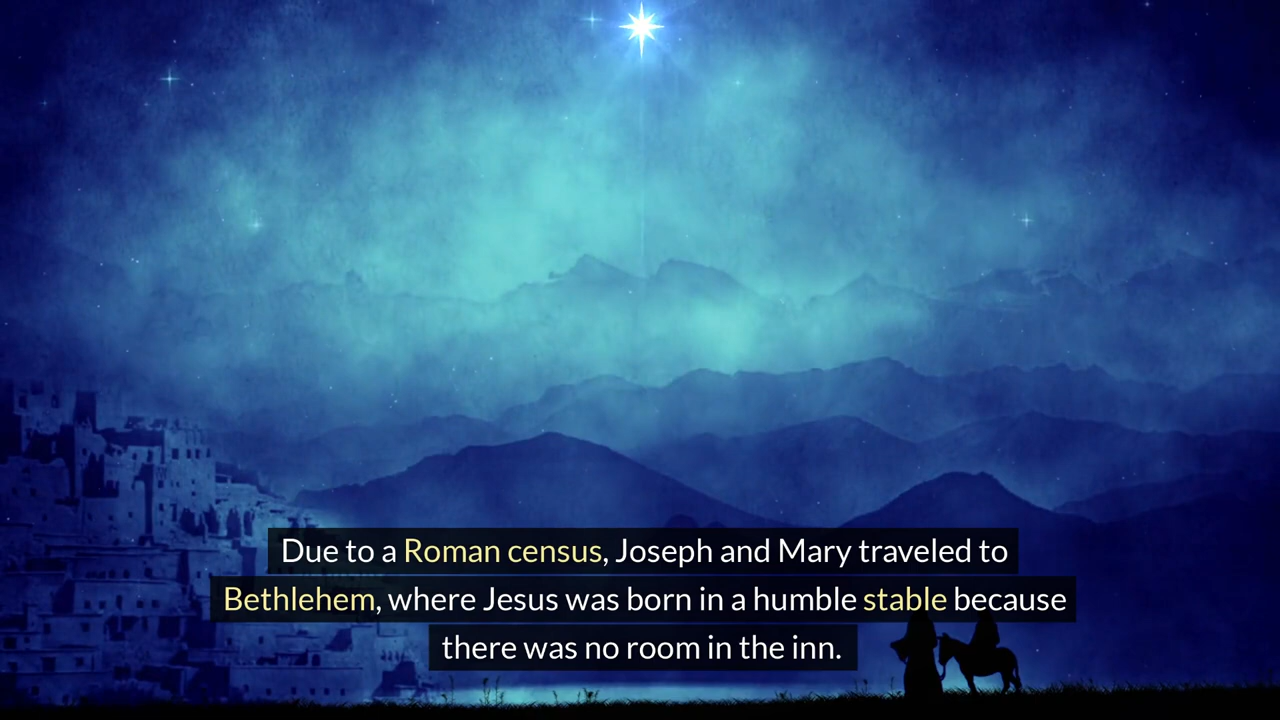 Due to a Roman census, Joseph and Mary traveled to
Bethlehem, where Jesus was born in a humble stable because
there was no room in the inn.